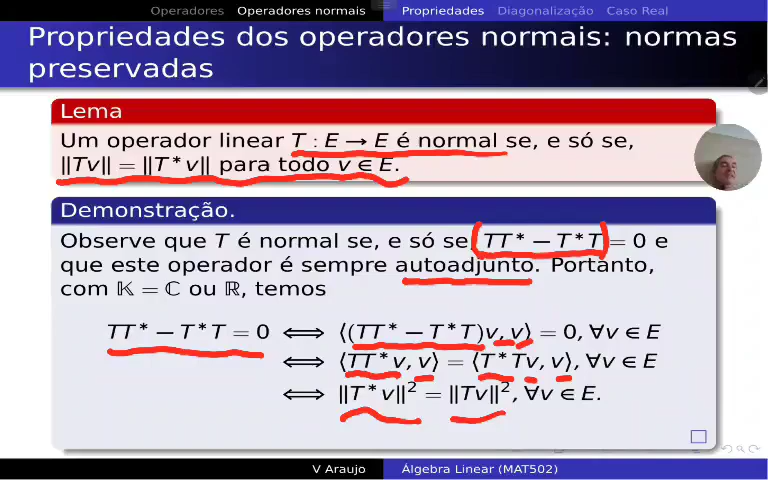 Operadores Operadores normais Propriedades Diagonalização Caso Real
Propriedades dos operadores normais: normas
preservadas
Lema
Um operador linear T : E → E é normal se, e só se,
‖Tv‖ = ‖T*v‖ para todo v ∈ E.
Demonstração.
Observe que T é normal se, e só se TT* − T*T = 0 e
que este operador é sempre autoadjunto. Portanto,
com 𝕂 = ℂ ou ℝ, temos
TT* − T*T = 0 ⟺ ⟨(TT* − T*T)v, v⟩ = 0, ∀v ∈ E
⟺ ⟨TT*v, v⟩ = ⟨T*Tv, v⟩, ∀v ∈ E
⟺ ‖T*v‖² = ‖Tv‖², ∀v ∈ E.
V Araujo Álgebra Linear (MAT502)